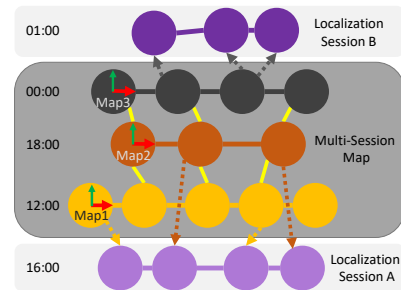 01:00
Localization
Session B
00:00
Map3
18:00
Map2
Multi-Session
Map
12:00
Map1
16:00
Localization
Session A